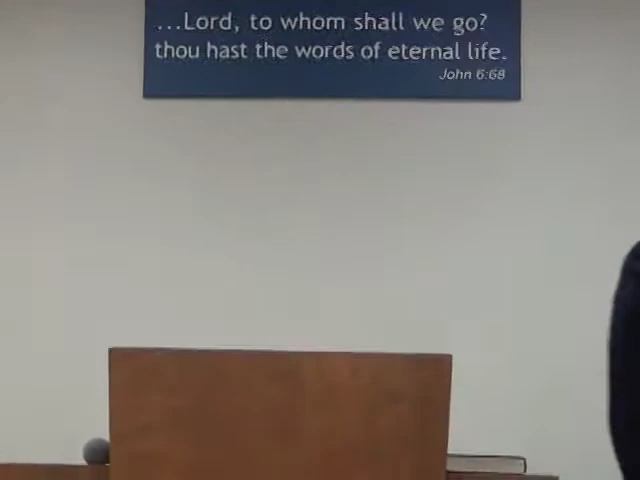 ...Lord, to whom shall we go?
thou hast the words of eternal life.
John 6:68